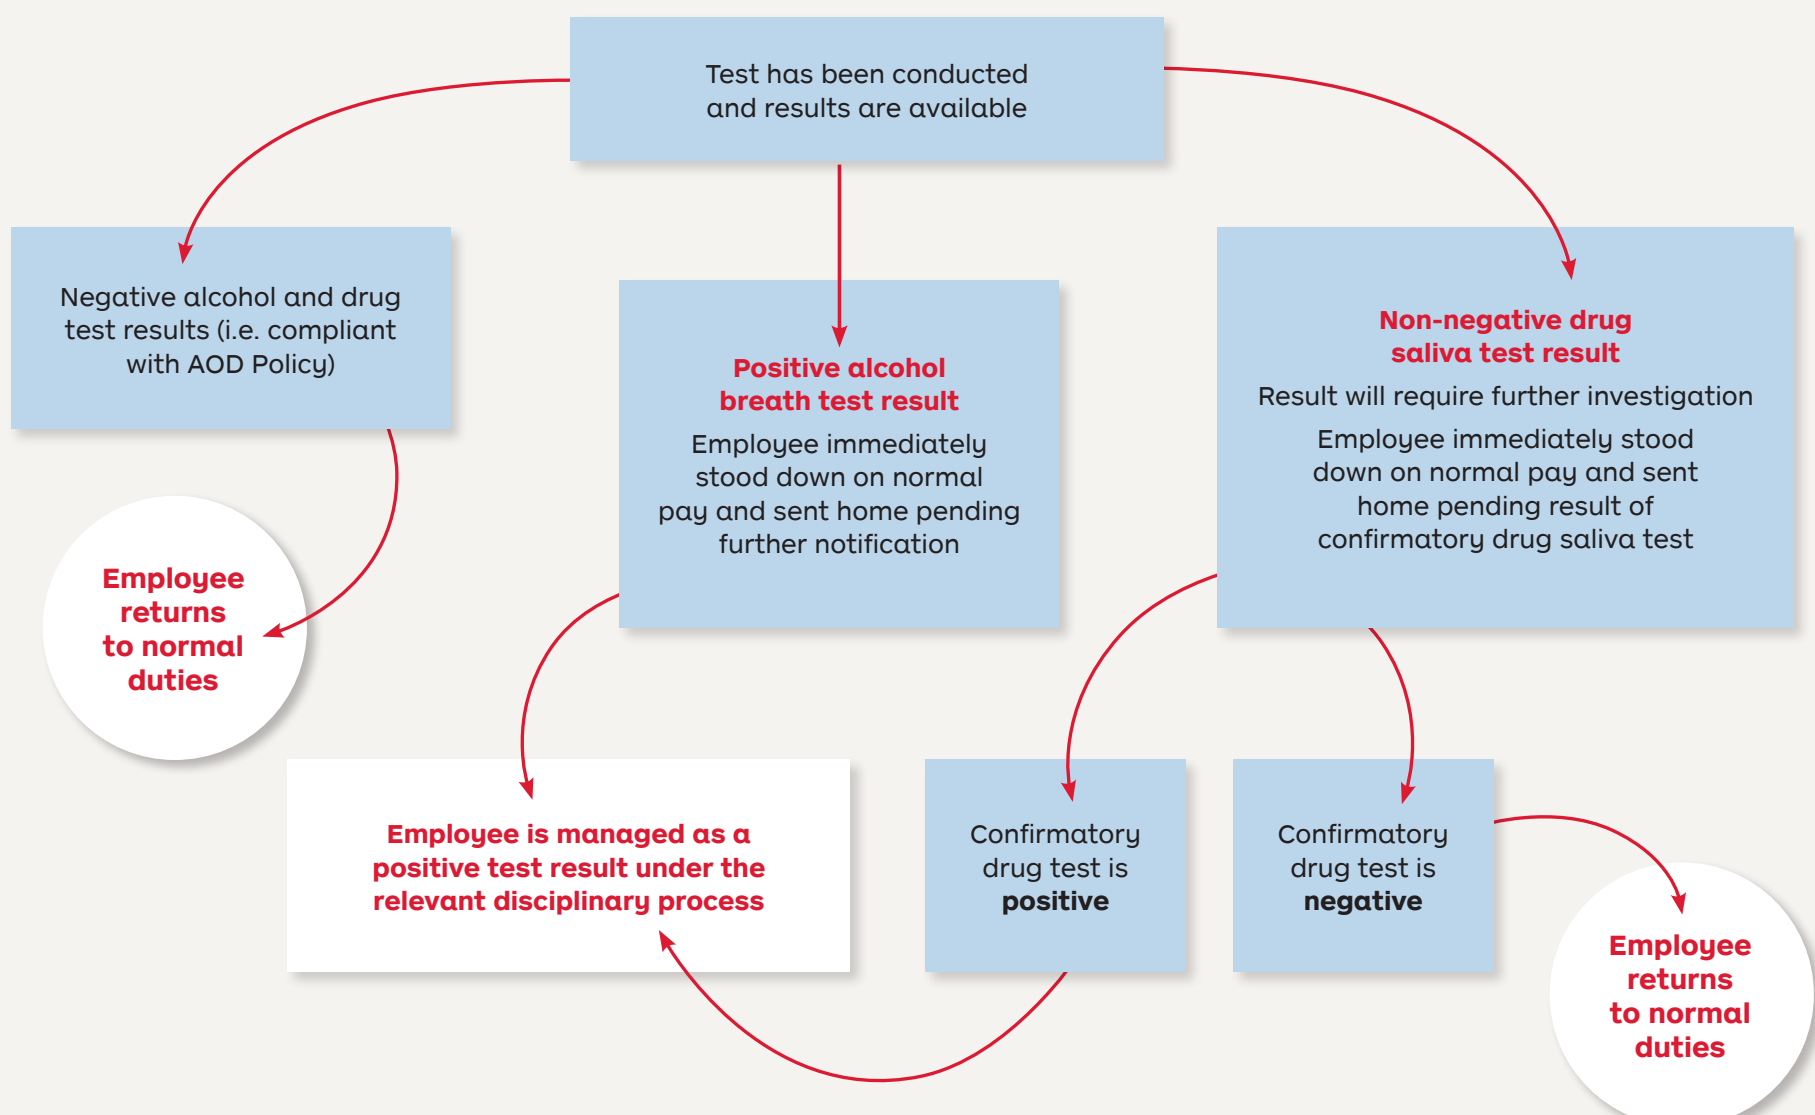 Test has been conducted
and results are available
Negative alcohol and drug
test results (i.e. compliant
with AOD Policy)
Positive alcohol
breath test result
Employee immediately
stood down on normal
pay and sent home pending
further notification
Non-negative drug
saliva test result
Result will require further investigation
Employee immediately stood
down on normal pay and sent
home pending result of
confirmatory drug saliva test
Employee
returns
to normal
duties
Employee is managed as a
positive test result under the
relevant disciplinary process
Confirmatory
drug test is
positive
Confirmatory
drug test is
negative
Employee
returns
to normal
duties